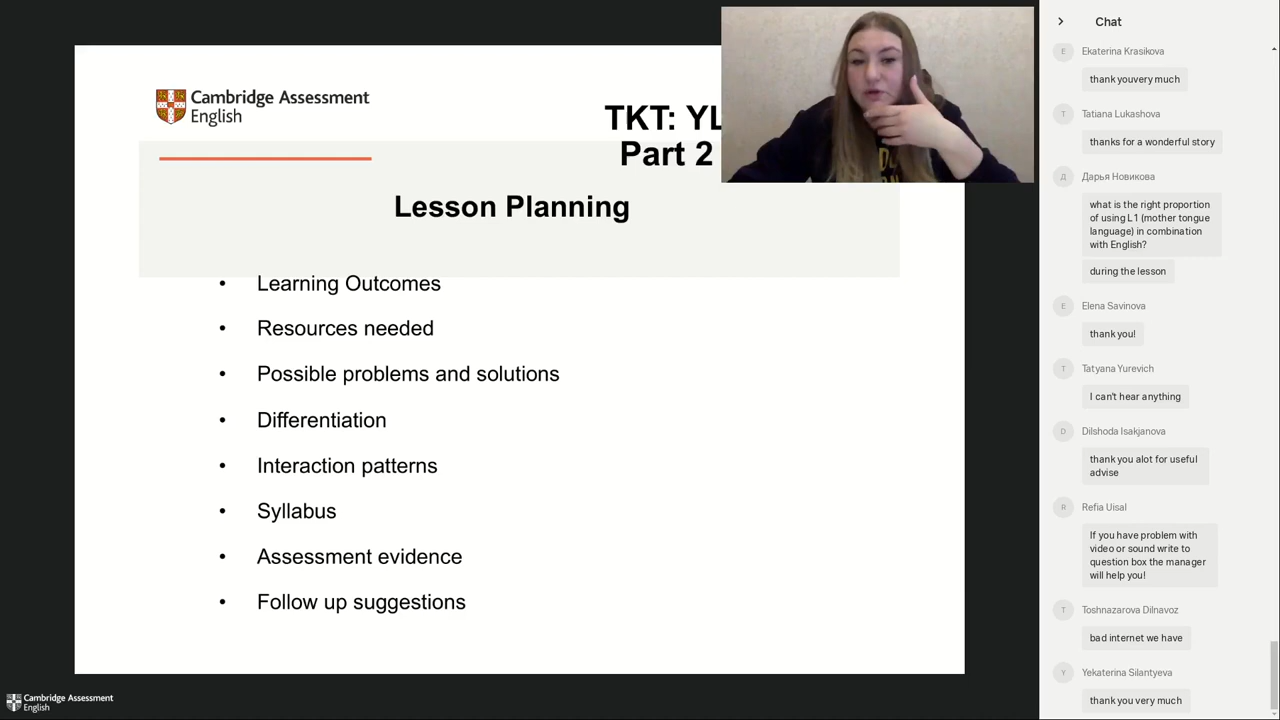 Cambridge Assessment
English
TKT: YL
Part 2
Lesson Planning
• Learning Outcomes
• Resources needed
• Possible problems and solutions
• Differentiation
• Interaction patterns
• Syllabus
• Assessment evidence
• Follow up suggestions
Cambridge Assessment
English
Chat
E
Ekaterina Krasikova
thank youvery much
T
Tatiana Lukashova
thanks for a wonderful story
Д
Дарья Новикова
what is the right proportion
of using L1 (mother tongue
language) in combination
with English?
during the lesson
E
Elena Savinova
thank you!
T
Tatyana Yurevich
I can't hear anything
D
Dilshoda Isakjanova
thank you alot for useful
advise
R
Refia Uisal
If you have problem with
video or sound write to
question box the manager
will help you!
T
Toshnazarova Dilnavoz
bad internet we have
Y
Yekaterina Silantyeva
thank you very much